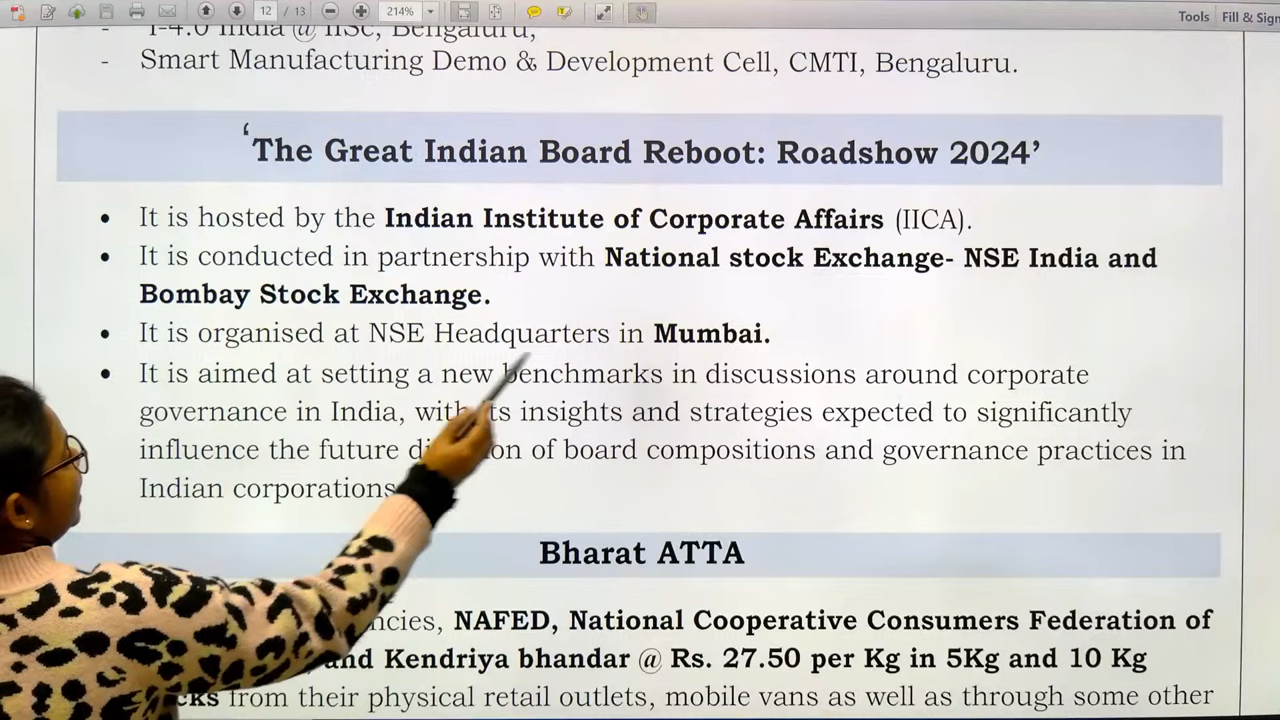 12 / 13
214%
Tools Fill & Sign
- I-4.0 India @ IISc, Bengaluru,
- Smart Manufacturing Demo & Development Cell, CMTI, Bengaluru.
‘The Great Indian Board Reboot: Roadshow 2024’
• It is hosted by the Indian Institute of Corporate Affairs (IICA).
• It is conducted in partnership with National stock Exchange- NSE India and
Bombay Stock Exchange.
• It is organised at NSE Headquarters in Mumbai.
• It is aimed at setting a new benchmarks in discussions around corporate
governance in India, with its insights and strategies expected to significantly
influence the future of board compositions and governance practices in
Indian corporations
Bharat ATTA
NAFED, National Cooperative Consumers Federation of
and Kendriya bhandar @ Rs. 27.50 per Kg in 5Kg and 10 Kg
from their physical retail outlets, mobile vans as well as through some other